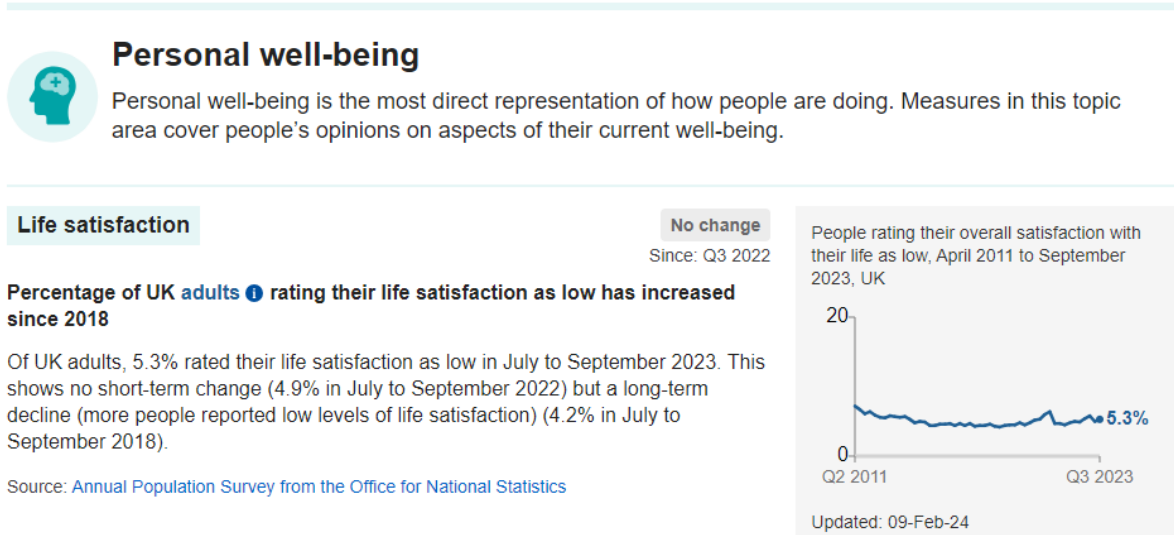 Personal well-being
Personal well-being is the most direct representation of how people are doing. Measures in this topic
area cover people's opinions on aspects of their current well-being.
Life satisfaction
No change
Since: Q3 2022
Percentage of UK adults i rating their life satisfaction as low has increased
since 2018
Of UK adults, 5.3% rated their life satisfaction as low in July to September 2023. This
shows no short-term change (4.9% in July to September 2022) but a long-term
decline (more people reported low levels of life satisfaction) (4.2% in July to
September 2018).
Source: Annual Population Survey from the Office for National Statistics
People rating their overall satisfaction with
their life as low, April 2011 to September
2023, UK
20
5.3%
0
Q2 2011 Q3 2023
Updated: 09-Feb-24